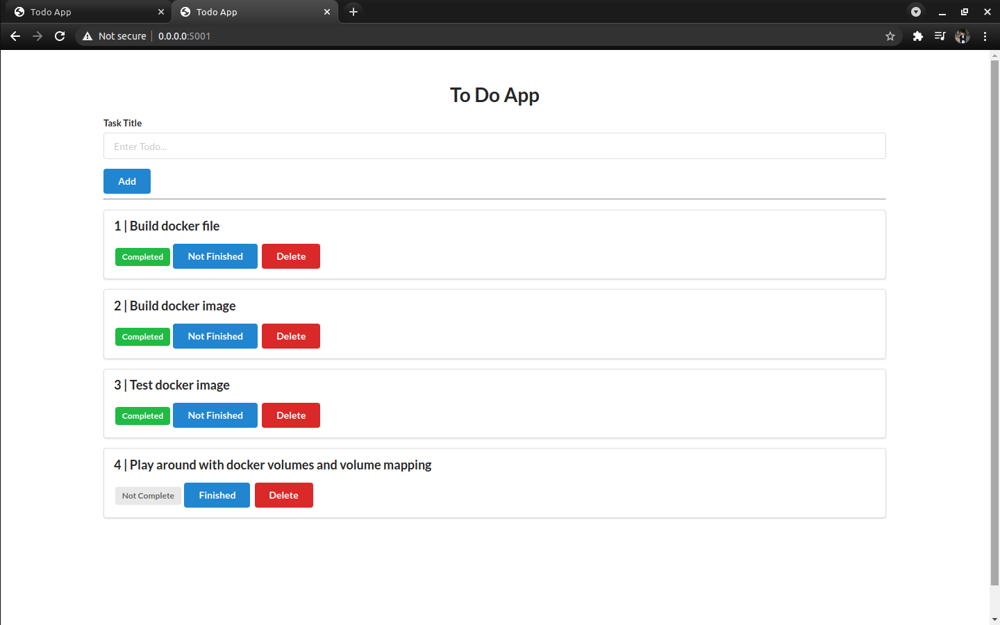 Todo App
Todo App
Not secure | 0.0.0.0:5001
To Do App
Task Title
Enter Todo...
Add
1 | Build docker file
Completed Not Finished Delete
2 | Build docker image
Completed Not Finished Delete
3 | Test docker image
Completed Not Finished Delete
4 | Play around with docker volumes and volume mapping
Not Complete Finished Delete